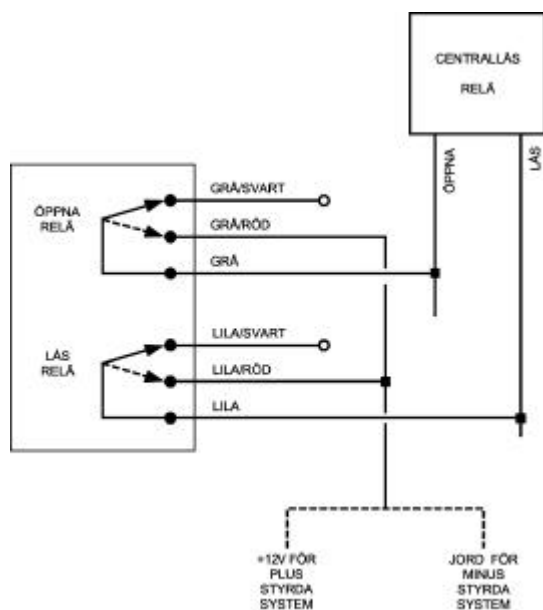 CENTRALLÅS
RELÄ
ÖPPNA
LÅS
ÖPPNA
RELÄ
GRÅ/SVART
GRÅ/RÖD
GRÅ
LÅS
RELÄ
LILA/SVART
LILA/RÖD
LILA
+12V FÖR
PLUS
STYRDA
SYSTEM
JORD FÖR
MINUS
STYRDA
SYSTEM